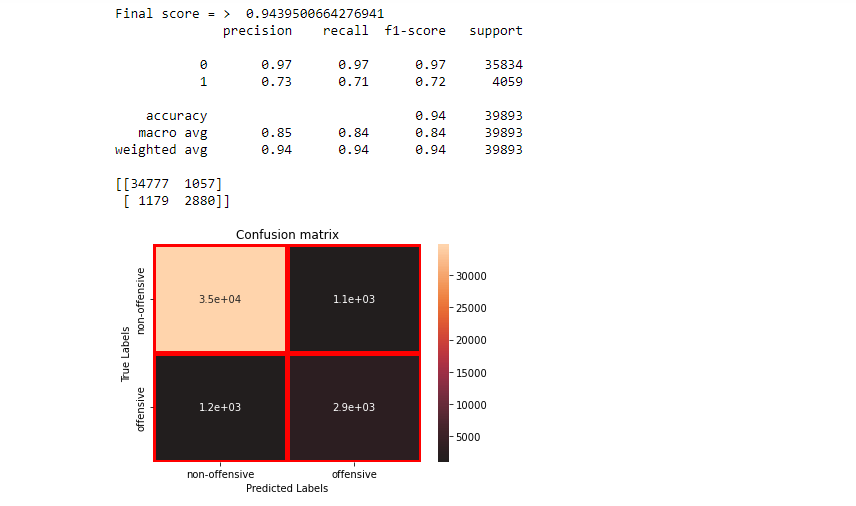 Final score = >  0.9439500664276941
precision recall f1-score support
0 0.97 0.97 0.97 35834
1 0.73 0.71 0.72 4059
accuracy 0.94 39893
macro avg 0.85 0.84 0.84 39893
weighted avg 0.94 0.94 0.94 39893
[[34777 1057]
[ 1179 2880]]
Confusion matrix
non-offensive
3.5e+04 1.1e+03
True Labels
offensive
1.2e+03 2.9e+03
non-offensive offensive
Predicted Labels
30000
25000
20000
15000
10000
5000